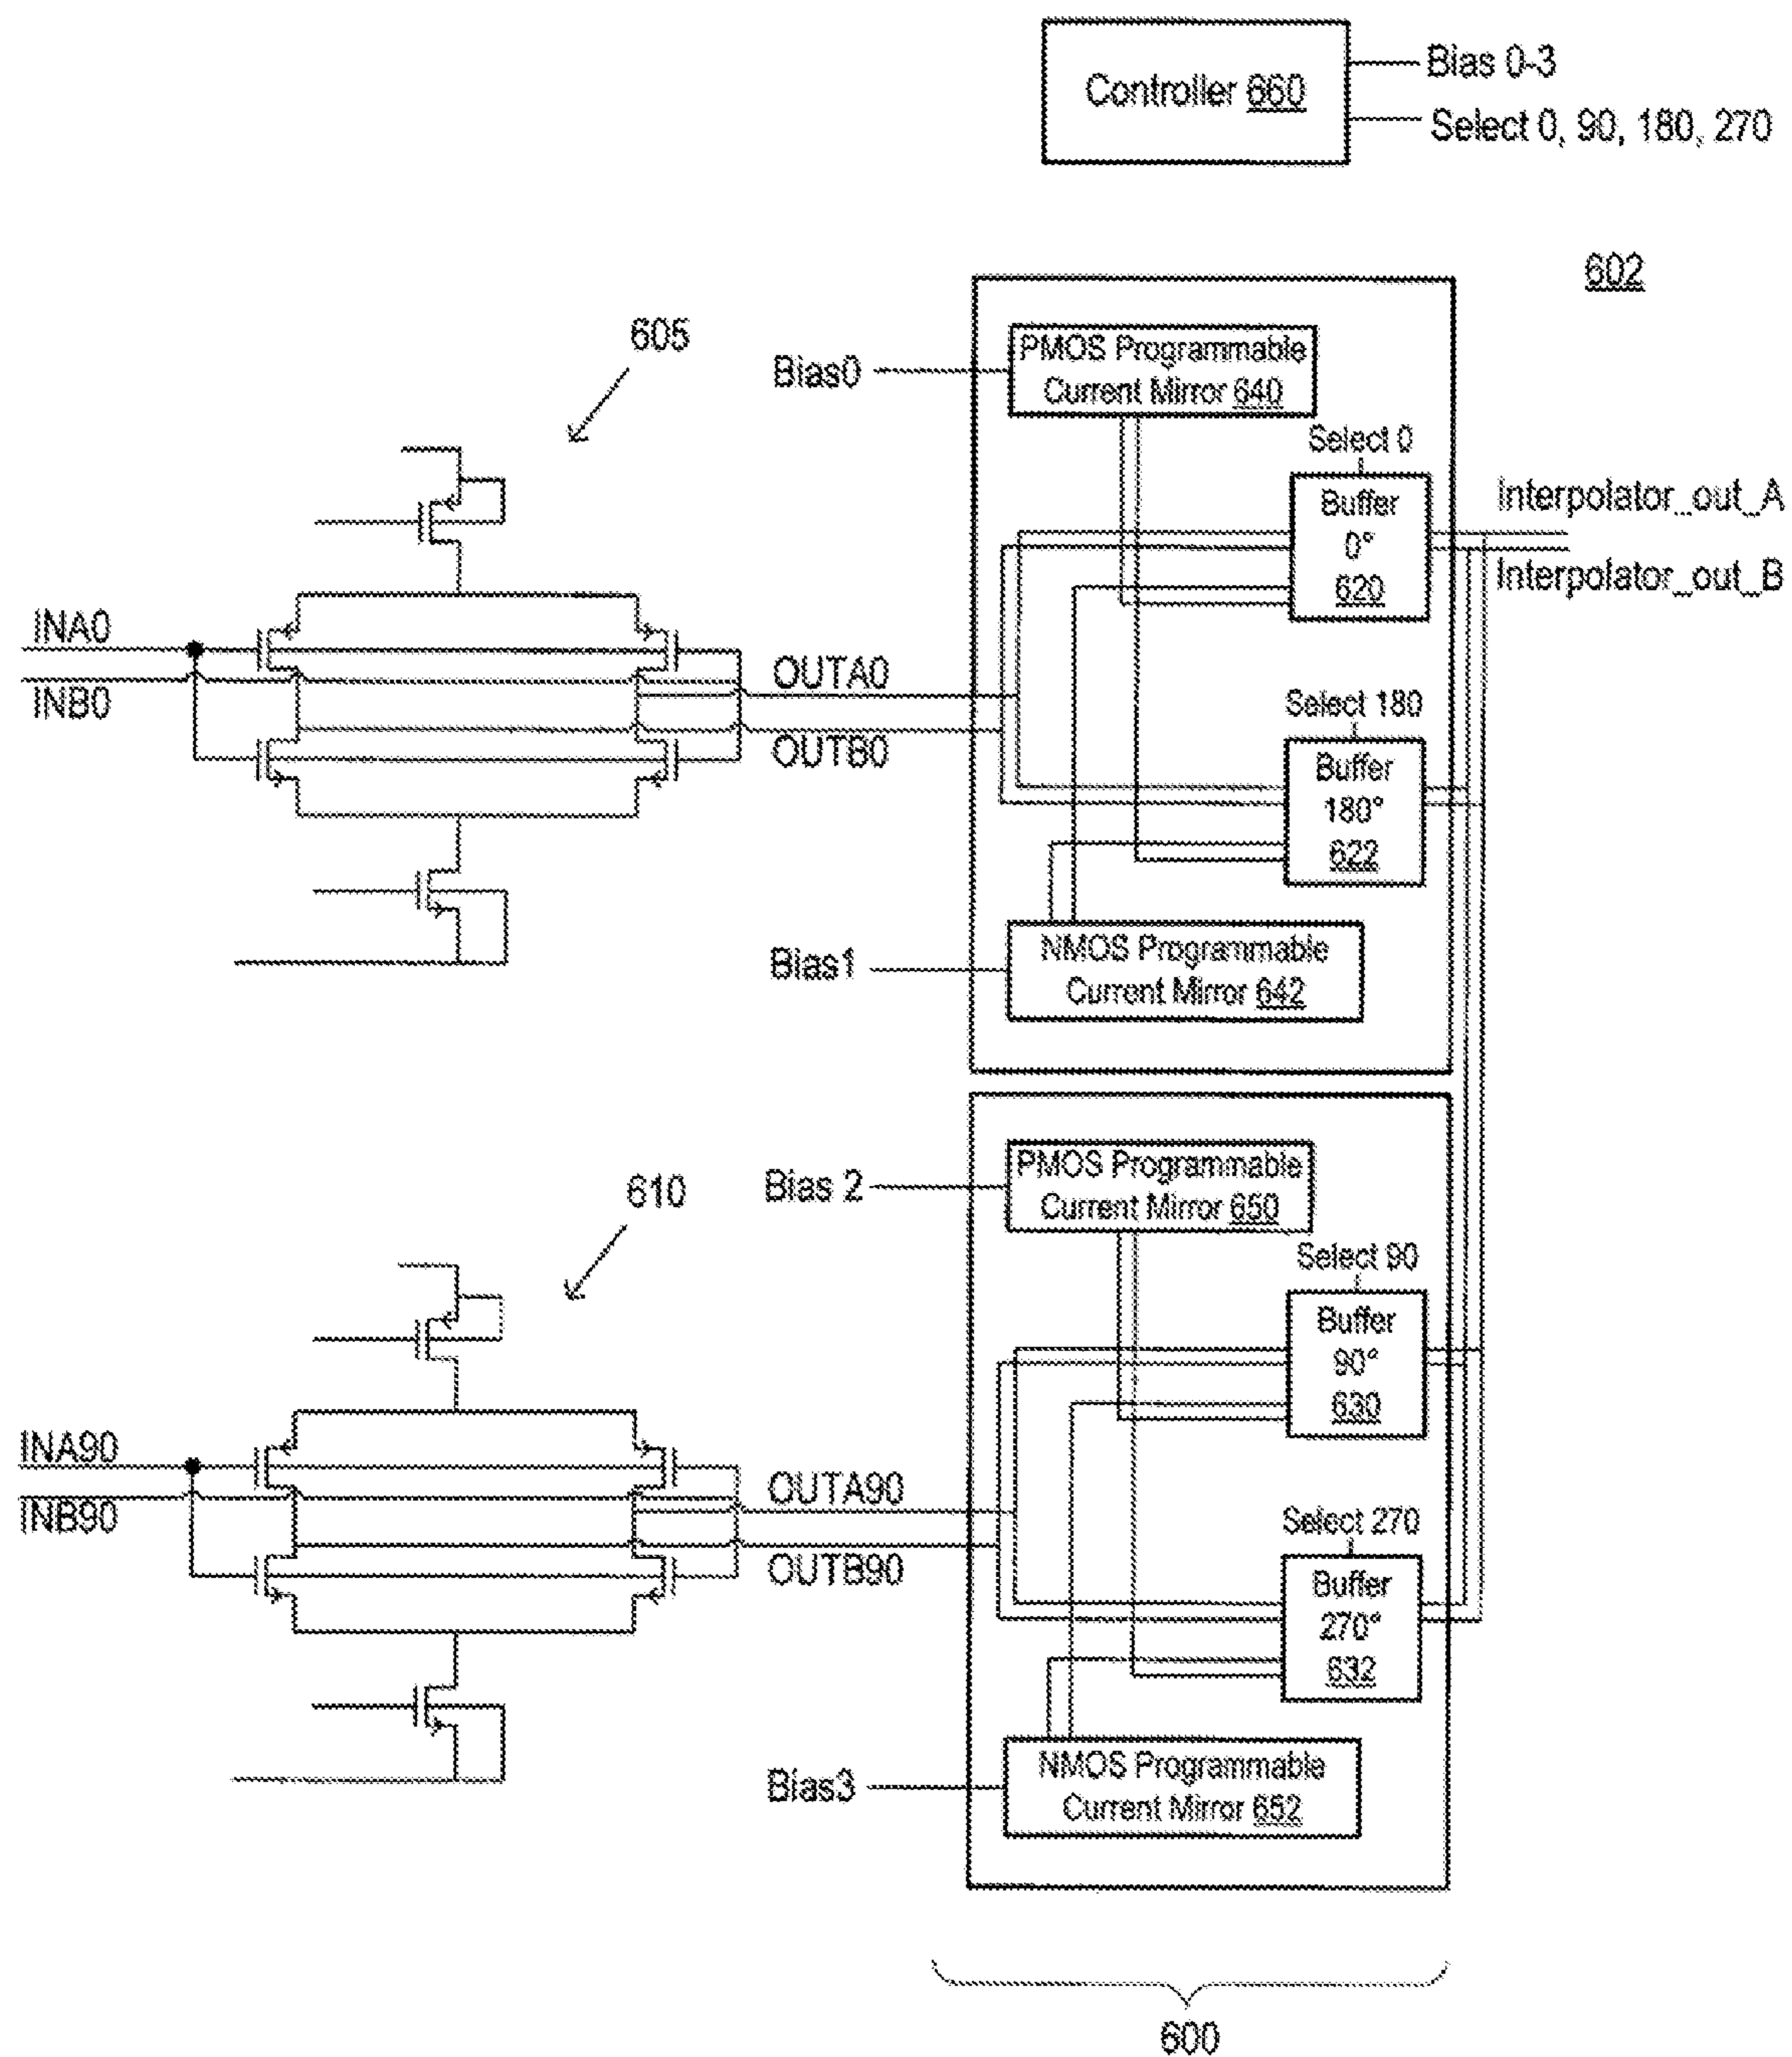 Controller 660
Bias 0-3
Select 0, 90, 180, 270
602
605
Bias0
PMOS Programmable
Current Mirror 640
Select 0
Buffer
0°
620
Interpolator_out_A
Interpolator_out_B
INA0
INB0
OUTA0
OUTB0
Select 180
Buffer
180°
622
Bias1
NMOS Programmable
Current Mirror 642
610
Bias 2
PMOS Programmable
Current Mirror 650
Select 90
Buffer
90°
630
INA90
INB90
OUTA90
OUTB90
Select 270
Buffer
270°
632
Bias3
NMOS Programmable
Current Mirror 652
600